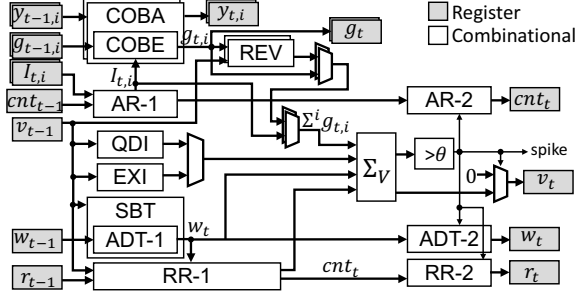 y_{t-1,i} COBA y_{t,i} Register
g_{t-1,i} COBE g_{t,i} g_t Combinational
REV
I_{t,i} I_{t,i}
cnt_{t-1} AR-1 AR-2 cnt_t
v_{t-1} Σ^i g_{t,i}
QDI
Σ_V >θ spike
EXI 0 v_t
SBT
w_{t-1} ADT-1 w_t ADT-2 w_t
r_{t-1} RR-1 cnt_t RR-2 r_t